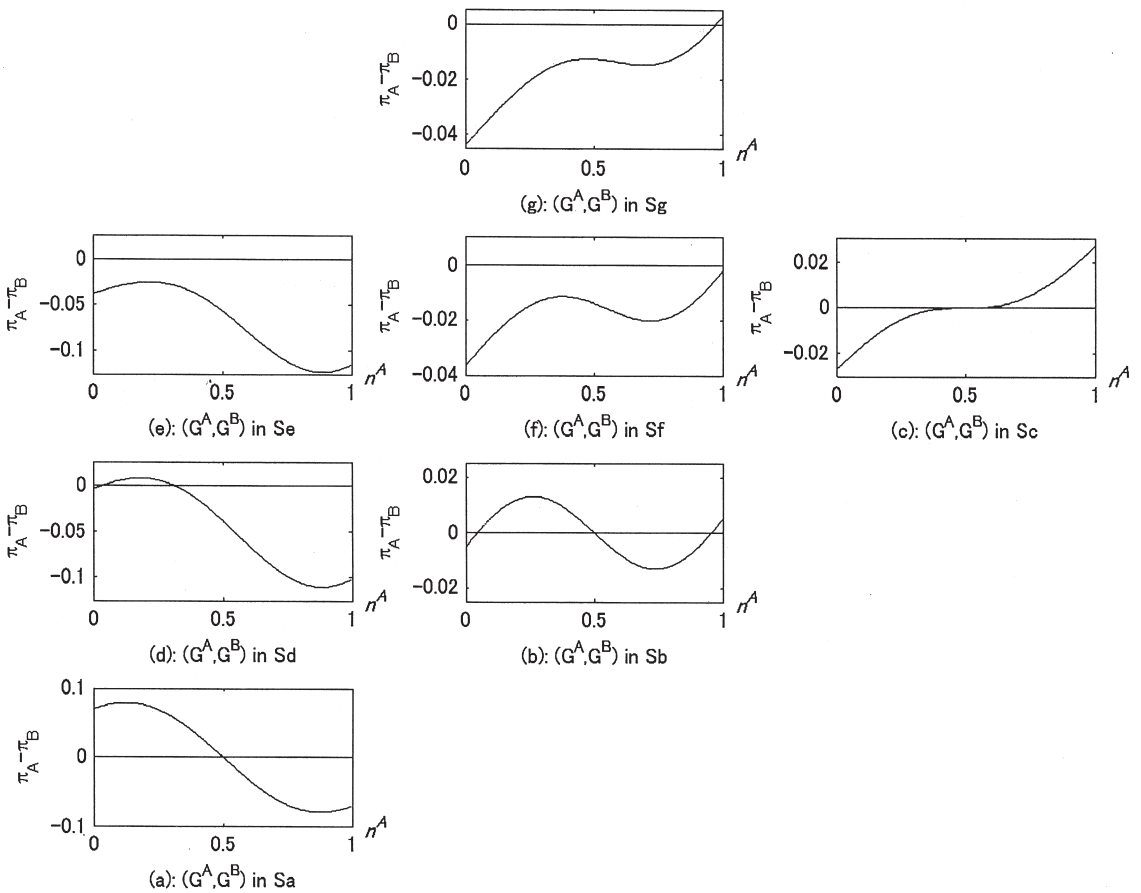 0
−0.02
−0.04
π_A−π_B
0 0.5 1 n^A
(g): (G^A,G^B) in Sg
0
−0.05
−0.1
π_A−π_B
0 0.5 1 n^A
(e): (G^A,G^B) in Se
0
−0.02
−0.04
π_A−π_B
0 0.5 1 n^A
(f): (G^A,G^B) in Sf
0.02
0
−0.02
π_A−π_B
0 0.5 1 n^A
(c): (G^A,G^B) in Sc
0
−0.05
−0.1
π_A−π_B
0 0.5 1 n^A
(d): (G^A,G^B) in Sd
0.02
0
−0.02
π_A−π_B
0 0.5 1 n^A
(b): (G^A,G^B) in Sb
0.1
0
−0.1
π_A−π_B
0 0.5 1 n^A
(a): (G^A,G^B) in Sa